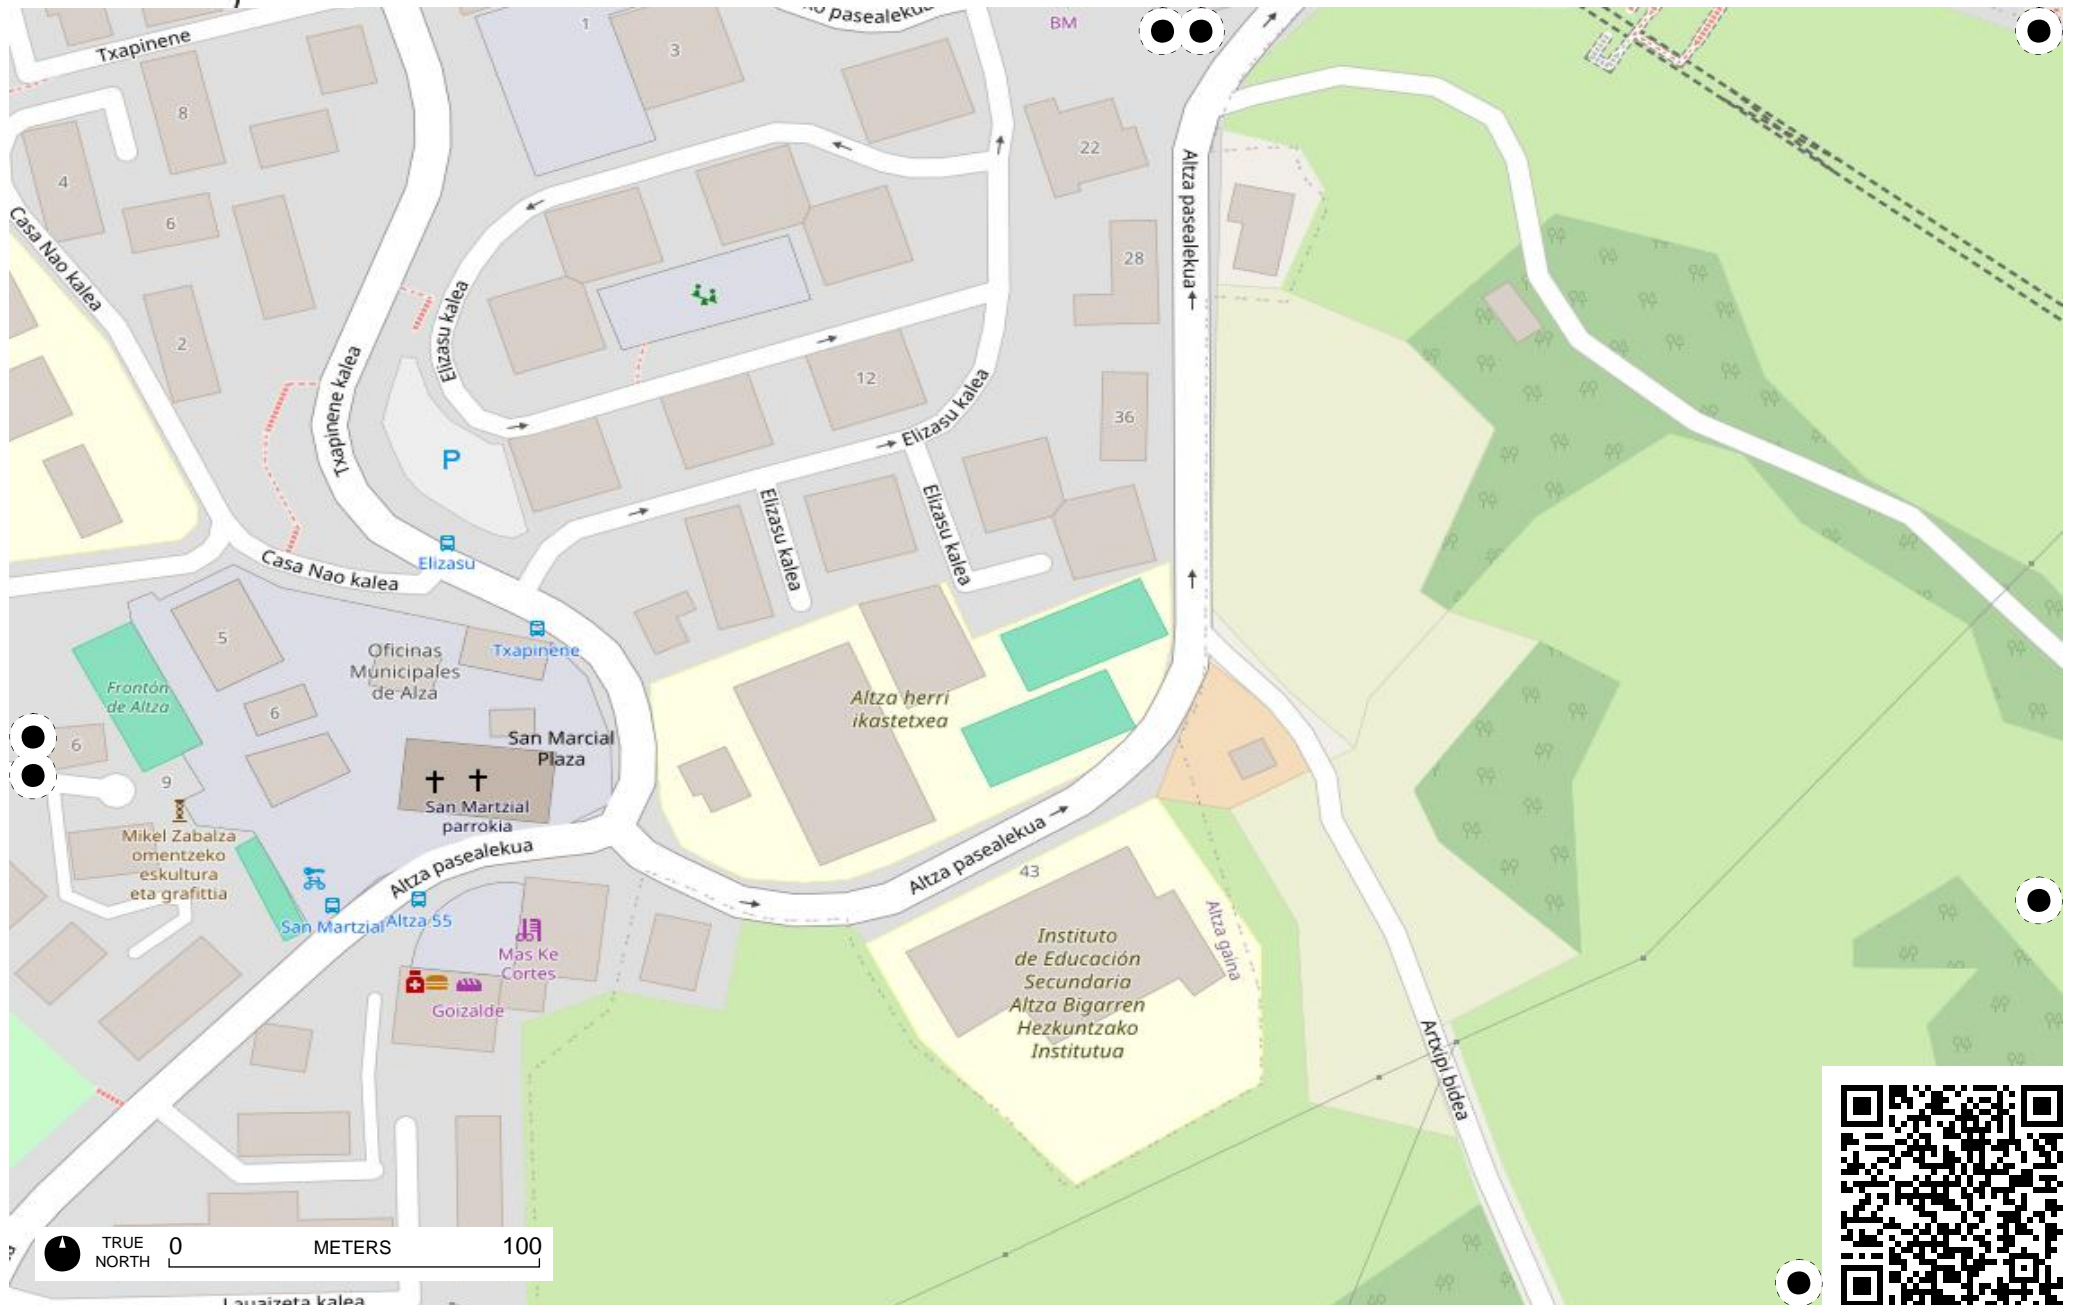 Txapinene
1
3
pasealekua
BM
8
4
22
6
Casa Nao kalea
Altza pasealekua
28
Elizasu kalea
2
Txapinene kalea
12
36
Elizasu kalea
P
Elizasu kalea
Elizasu kalea
Elizasu
Casa Nao kalea
5
Oficinas
Municipales
de Alza
Txapinene
Frontón
de Altza
6
Altza herri
ikastetxea
6
San Marcial
Plaza
9
San Martzial
parrokia
Mikel Zabalza
omentzeko
eskultura
eta grafittia
Altza pasealekua
Altza pasealekua
43
San Martzial
Altza 55
Mas Ke
Cortes
Goizalde
Instituto
de Educación
Secundaria
Altza Bigarren
Hezkuntzako
Institutua
Altza gaina
Artxipi bidea
TRUE
NORTH
0 METERS 100
Lauaizeta kalea